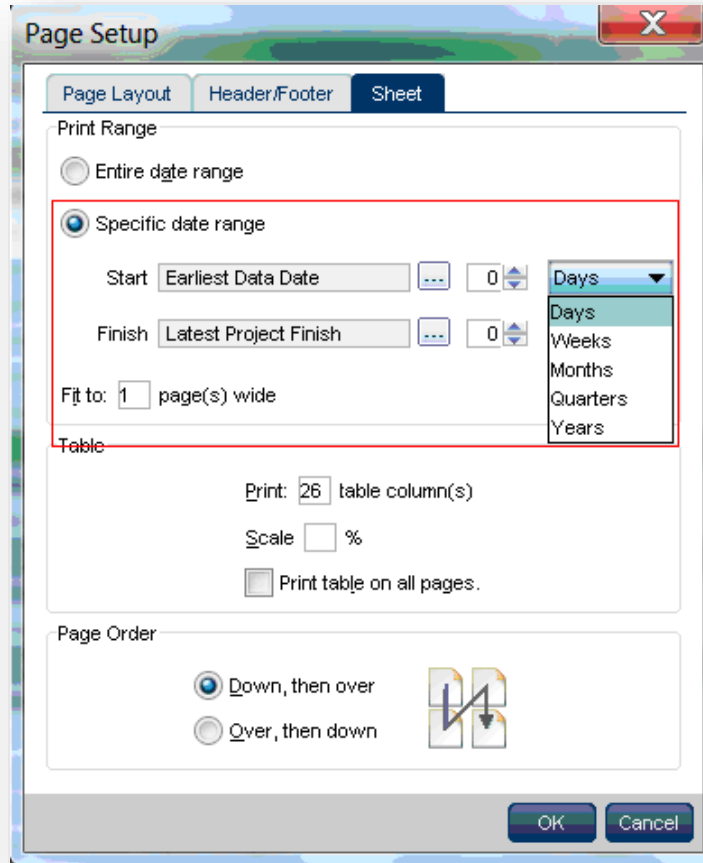 Page Setup
Page Layout Header/Footer Sheet
Print Range
Entire date range
Specific date range
Start Earliest Data Date ... 0 Days
Days
Finish Latest Project Finish ... 0
Weeks
Months
Fit to: 1 page(s) wide
Quarters
Years
Table
Print: 26 table column(s)
Scale %
Print table on all pages.
Page Order
Down, then over
Over, then down
OK Cancel